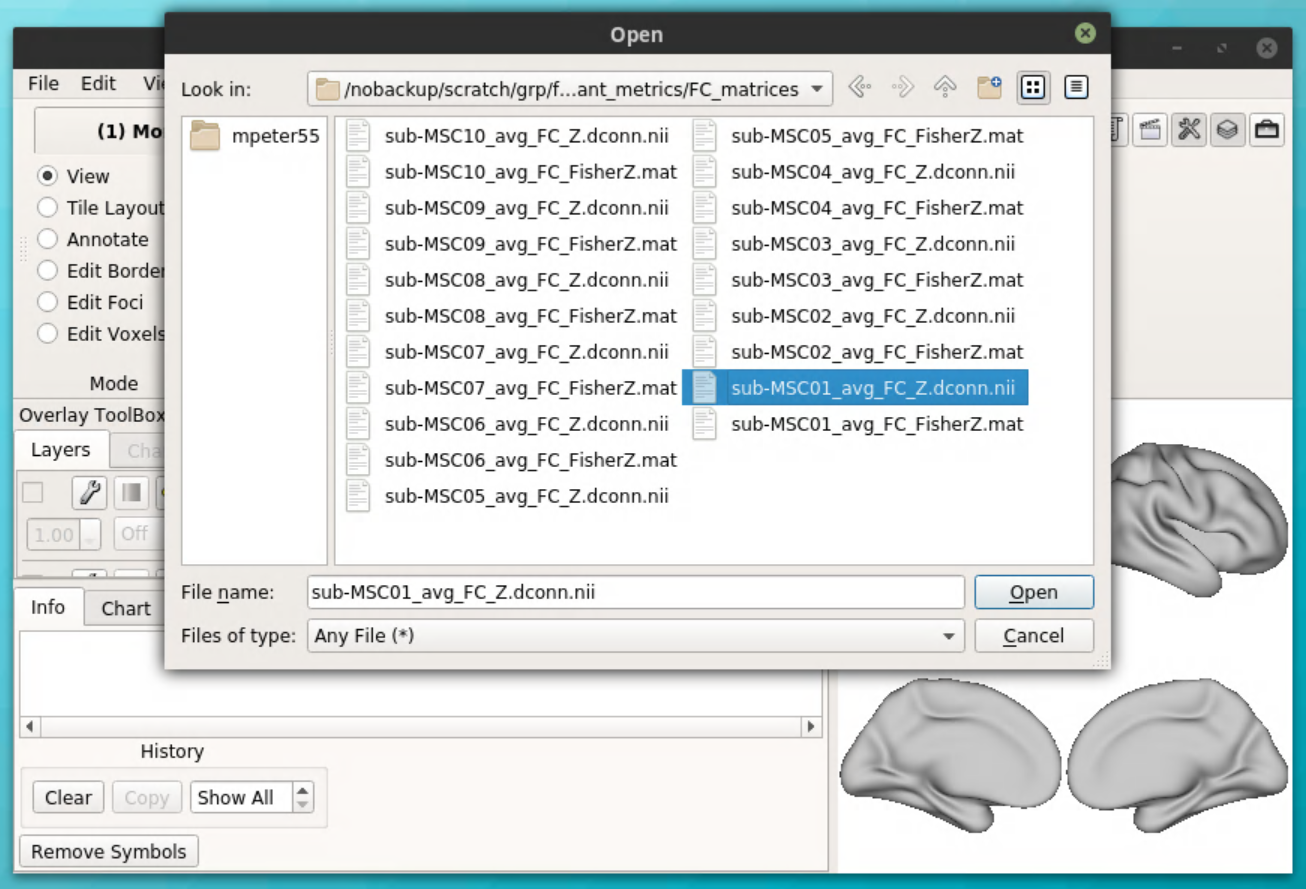 Open
File Edit
Look in: /nobackup/scratch/grp/f...ant_metrics/FC_matrices
(1) Mo
View
Tile Layout
Annotate
Edit Border
Edit Foci
Edit Voxels
Mode
Overlay ToolBox
Layers
1.00 Off
mpeter55
sub-MSC10_avg_FC_Z.dconn.nii
sub-MSC10_avg_FC_FisherZ.mat
sub-MSC09_avg_FC_Z.dconn.nii
sub-MSC09_avg_FC_FisherZ.mat
sub-MSC08_avg_FC_Z.dconn.nii
sub-MSC08_avg_FC_FisherZ.mat
sub-MSC07_avg_FC_Z.dconn.nii
sub-MSC07_avg_FC_FisherZ.mat
sub-MSC06_avg_FC_Z.dconn.nii
sub-MSC06_avg_FC_FisherZ.mat
sub-MSC05_avg_FC_Z.dconn.nii
sub-MSC05_avg_FC_FisherZ.mat
sub-MSC04_avg_FC_Z.dconn.nii
sub-MSC04_avg_FC_FisherZ.mat
sub-MSC03_avg_FC_Z.dconn.nii
sub-MSC03_avg_FC_FisherZ.mat
sub-MSC02_avg_FC_Z.dconn.nii
sub-MSC02_avg_FC_FisherZ.mat
sub-MSC01_avg_FC_Z.dconn.nii
sub-MSC01_avg_FC_FisherZ.mat
File name: sub-MSC01_avg_FC_Z.dconn.nii Open
Files of type: Any File (*) Cancel
Info Chart
History
Clear Copy Show All
Remove Symbols